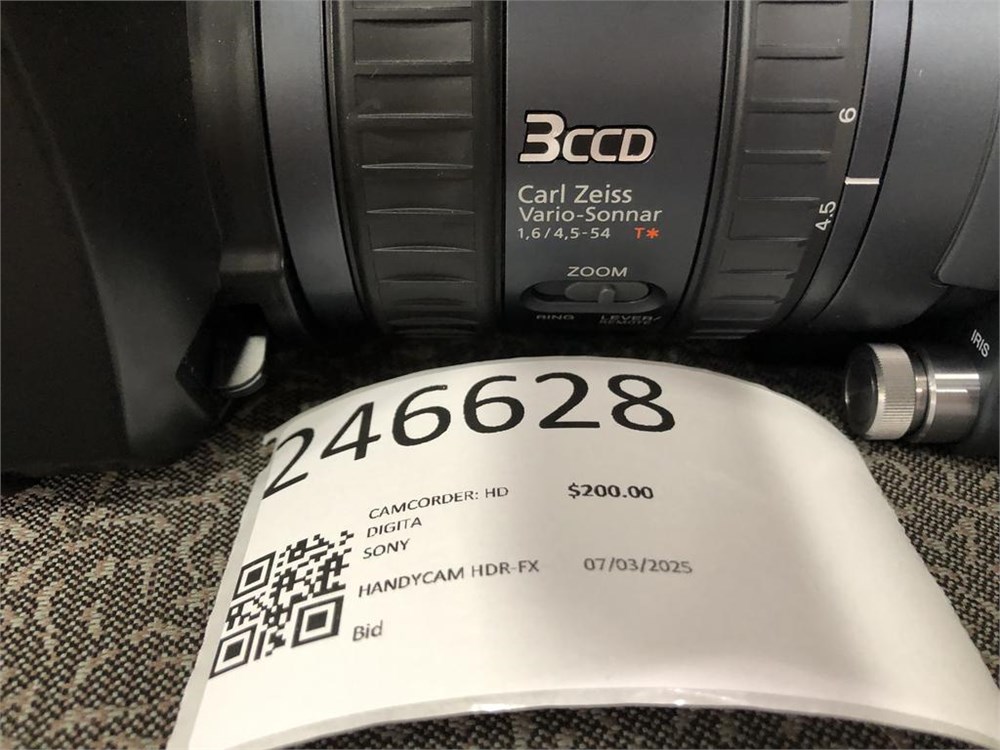 3CCD
Carl Zeiss
Vario-Sonnar
1,6/4,5-54 T*
ZOOM
RING LEVER/
REMOTE
6
4.5
IRIS
246628
CAMCORDER: HD $200.00
DIGITA
SONY
HANDYCAM HDR-FX 07/03/2025
Bid